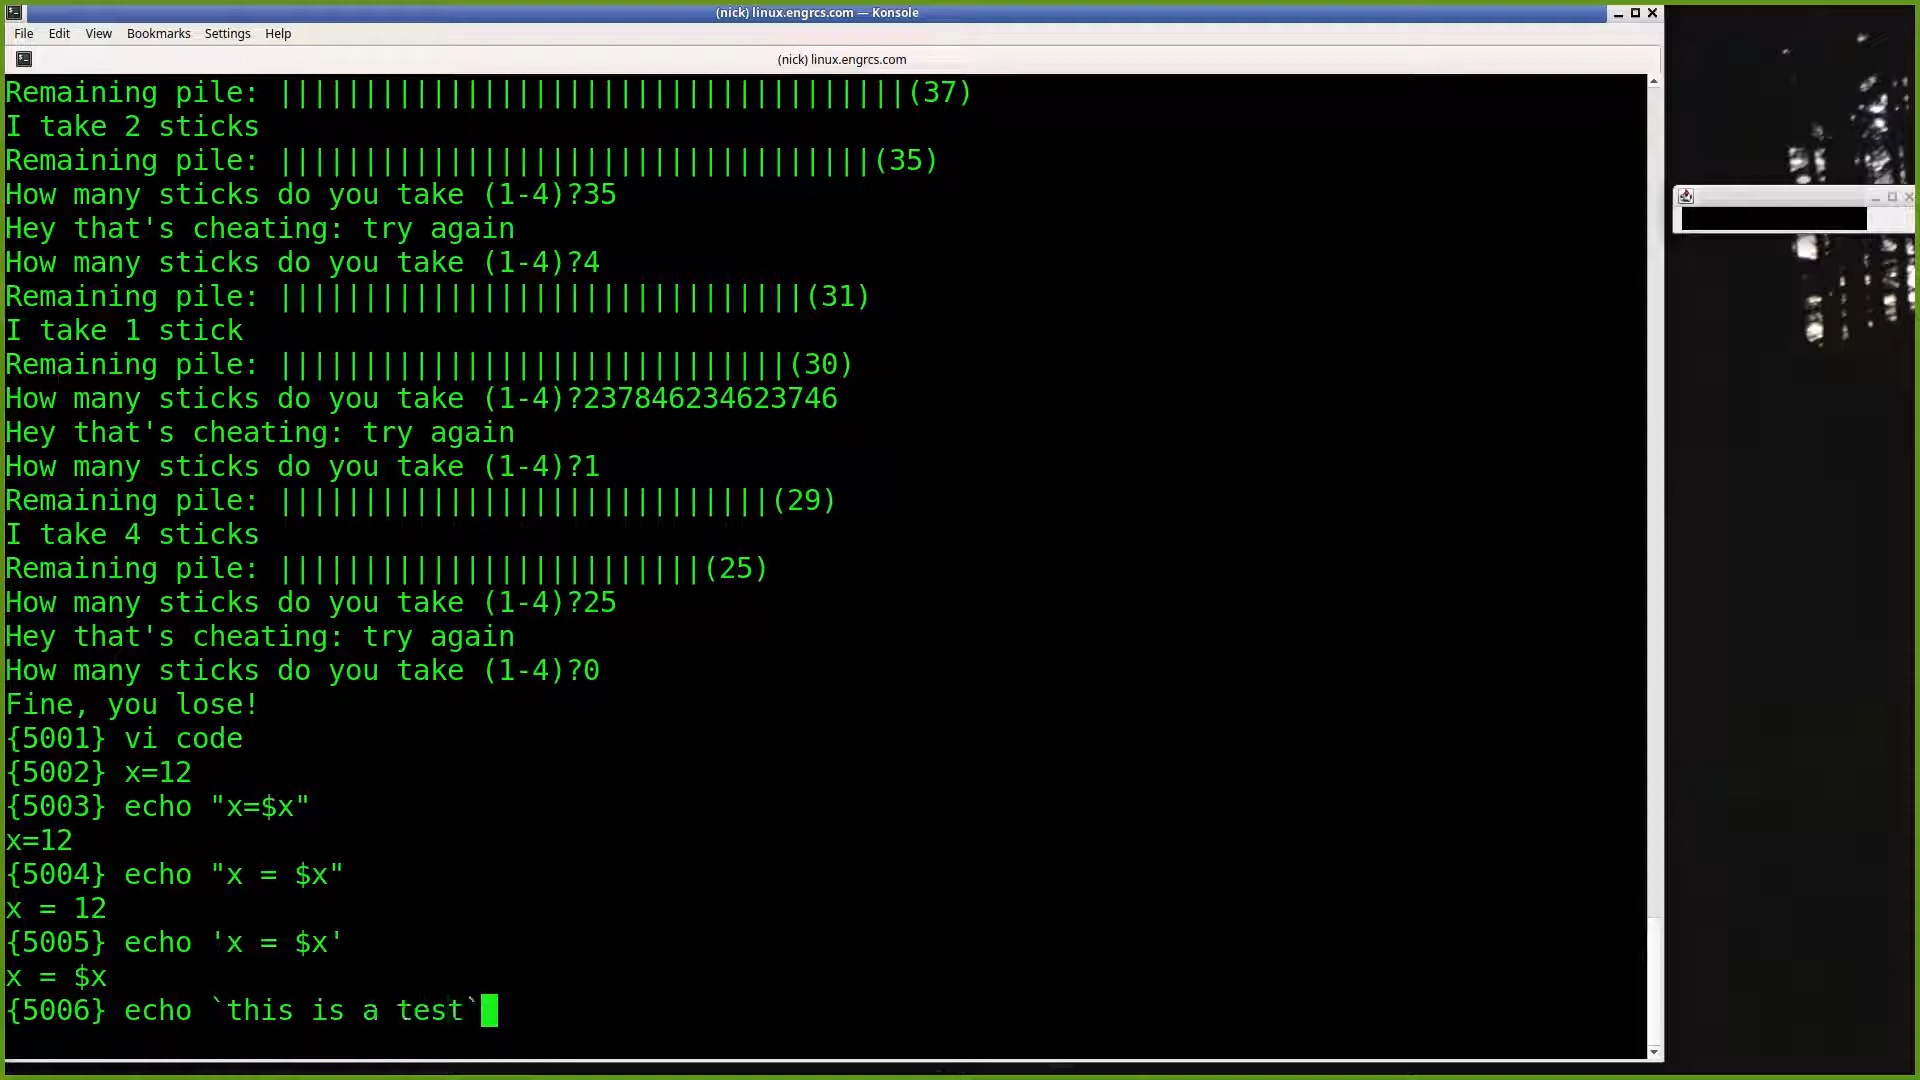 (nick) linux.engrcs.com — Konsole
File Edit View Bookmarks Settings Help
(nick) linux.engrcs.com
Remaining pile: |||||||||||||||||||||||||||||||||||||(37)
I take 2 sticks
Remaining pile: |||||||||||||||||||||||||||||||||||(35)
How many sticks do you take (1-4)?35
Hey that's cheating: try again
How many sticks do you take (1-4)?4
Remaining pile: |||||||||||||||||||||||||||||||(31)
I take 1 stick
Remaining pile: ||||||||||||||||||||||||||||||(30)
How many sticks do you take (1-4)?237846234623746
Hey that's cheating: try again
How many sticks do you take (1-4)?1
Remaining pile: |||||||||||||||||||||||||||||(29)
I take 4 sticks
Remaining pile: |||||||||||||||||||||||||(25)
How many sticks do you take (1-4)?25
Hey that's cheating: try again
How many sticks do you take (1-4)?0
Fine, you lose!
{5001} vi code
{5002} x=12
{5003} echo "x=$x"
x=12
{5004} echo "x = $x"
x = 12
{5005} echo 'x = $x'
x = $x
{5006} echo `this is a test`